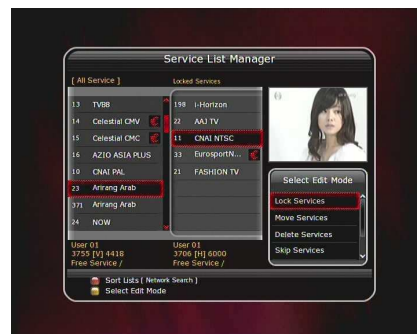 Service List Manager
[ All Service ] Locked Services
13 TVB8 198 i-Horizon
14 Celestial CMV 22 AAJ TV
15 Celestial CMC 11 CNAI NTSC
16 AZIO ASIA PLUS 33 EurosportN...
10 CNAI PAL 21 FASHION TV
23 Arirang Arab
371 Arirang Arab
24 NOW
Select Edit Mode
Lock Services
Move Services
Delete Services
Skip Services
User 01 User 01
3755 [V] 4418 3706 [H] 6000
Free Service / Free Service /
Sort Lists [ Network Search ]
Select Edit Mode